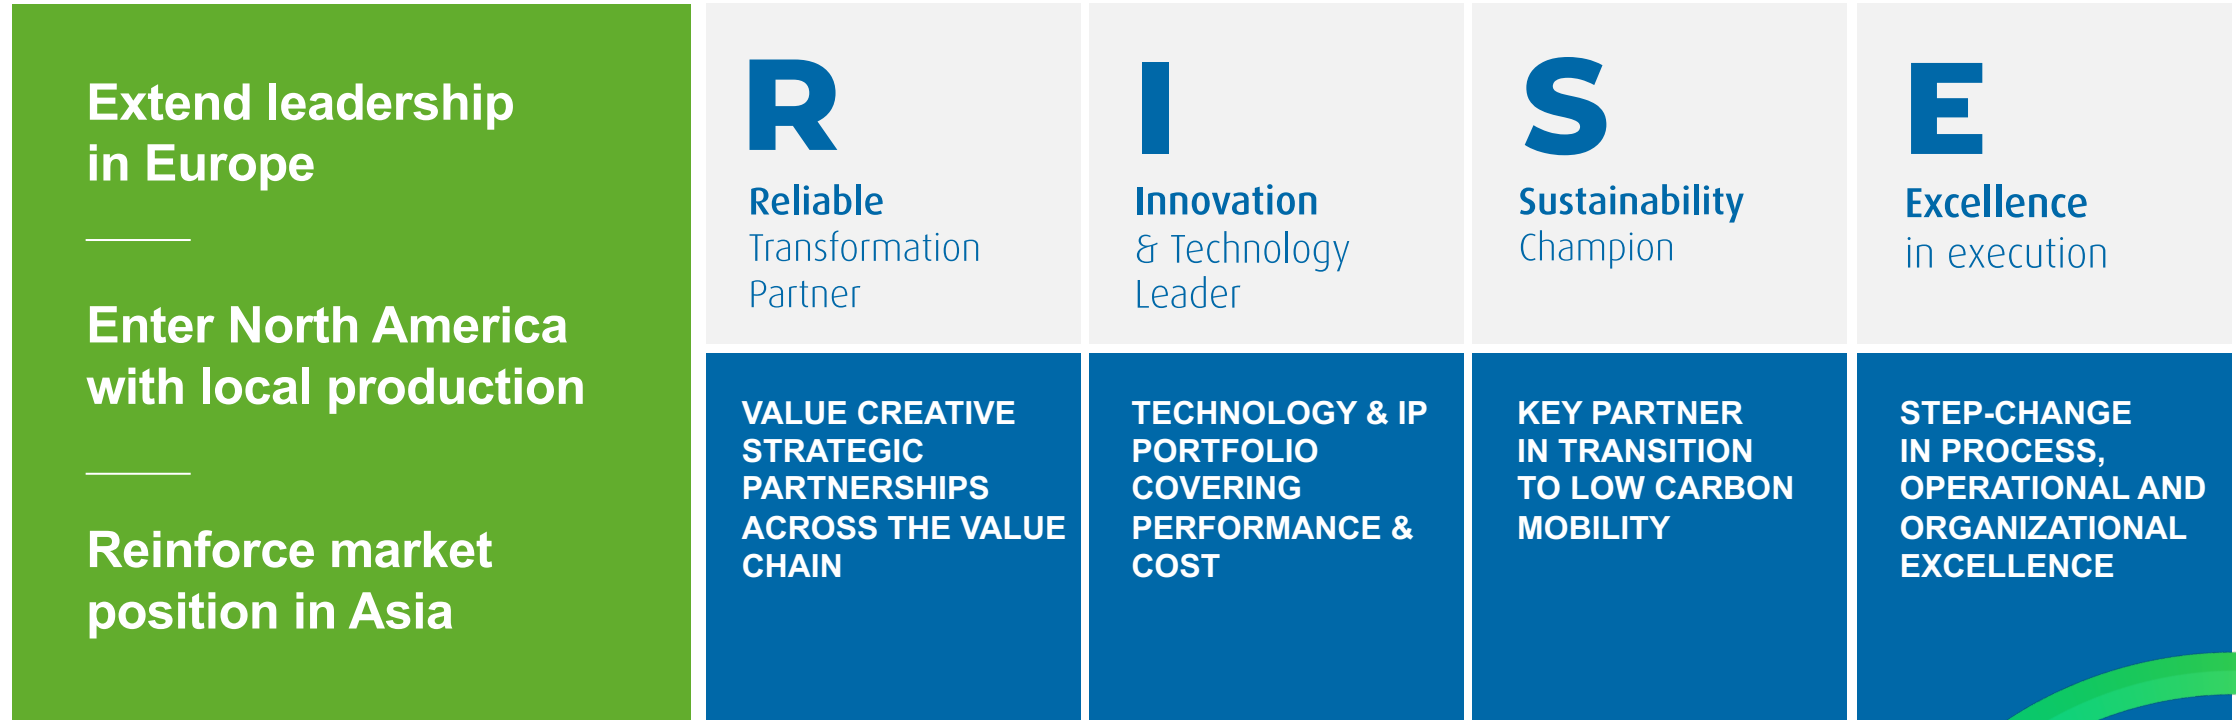 Extend leadership
in Europe
Enter North America
with local production
Reinforce market
position in Asia
R
Reliable
Transformation
Partner
VALUE CREATIVE
STRATEGIC
PARTNERSHIPS
ACROSS THE VALUE
CHAIN
I
Innovation
& Technology
Leader
TECHNOLOGY & IP
PORTFOLIO
COVERING
PERFORMANCE &
COST
S
Sustainability
Champion
KEY PARTNER
IN TRANSITION
TO LOW CARBON
MOBILITY
E
Excellence
in execution
STEP-CHANGE
IN PROCESS,
OPERATIONAL AND
ORGANIZATIONAL
EXCELLENCE